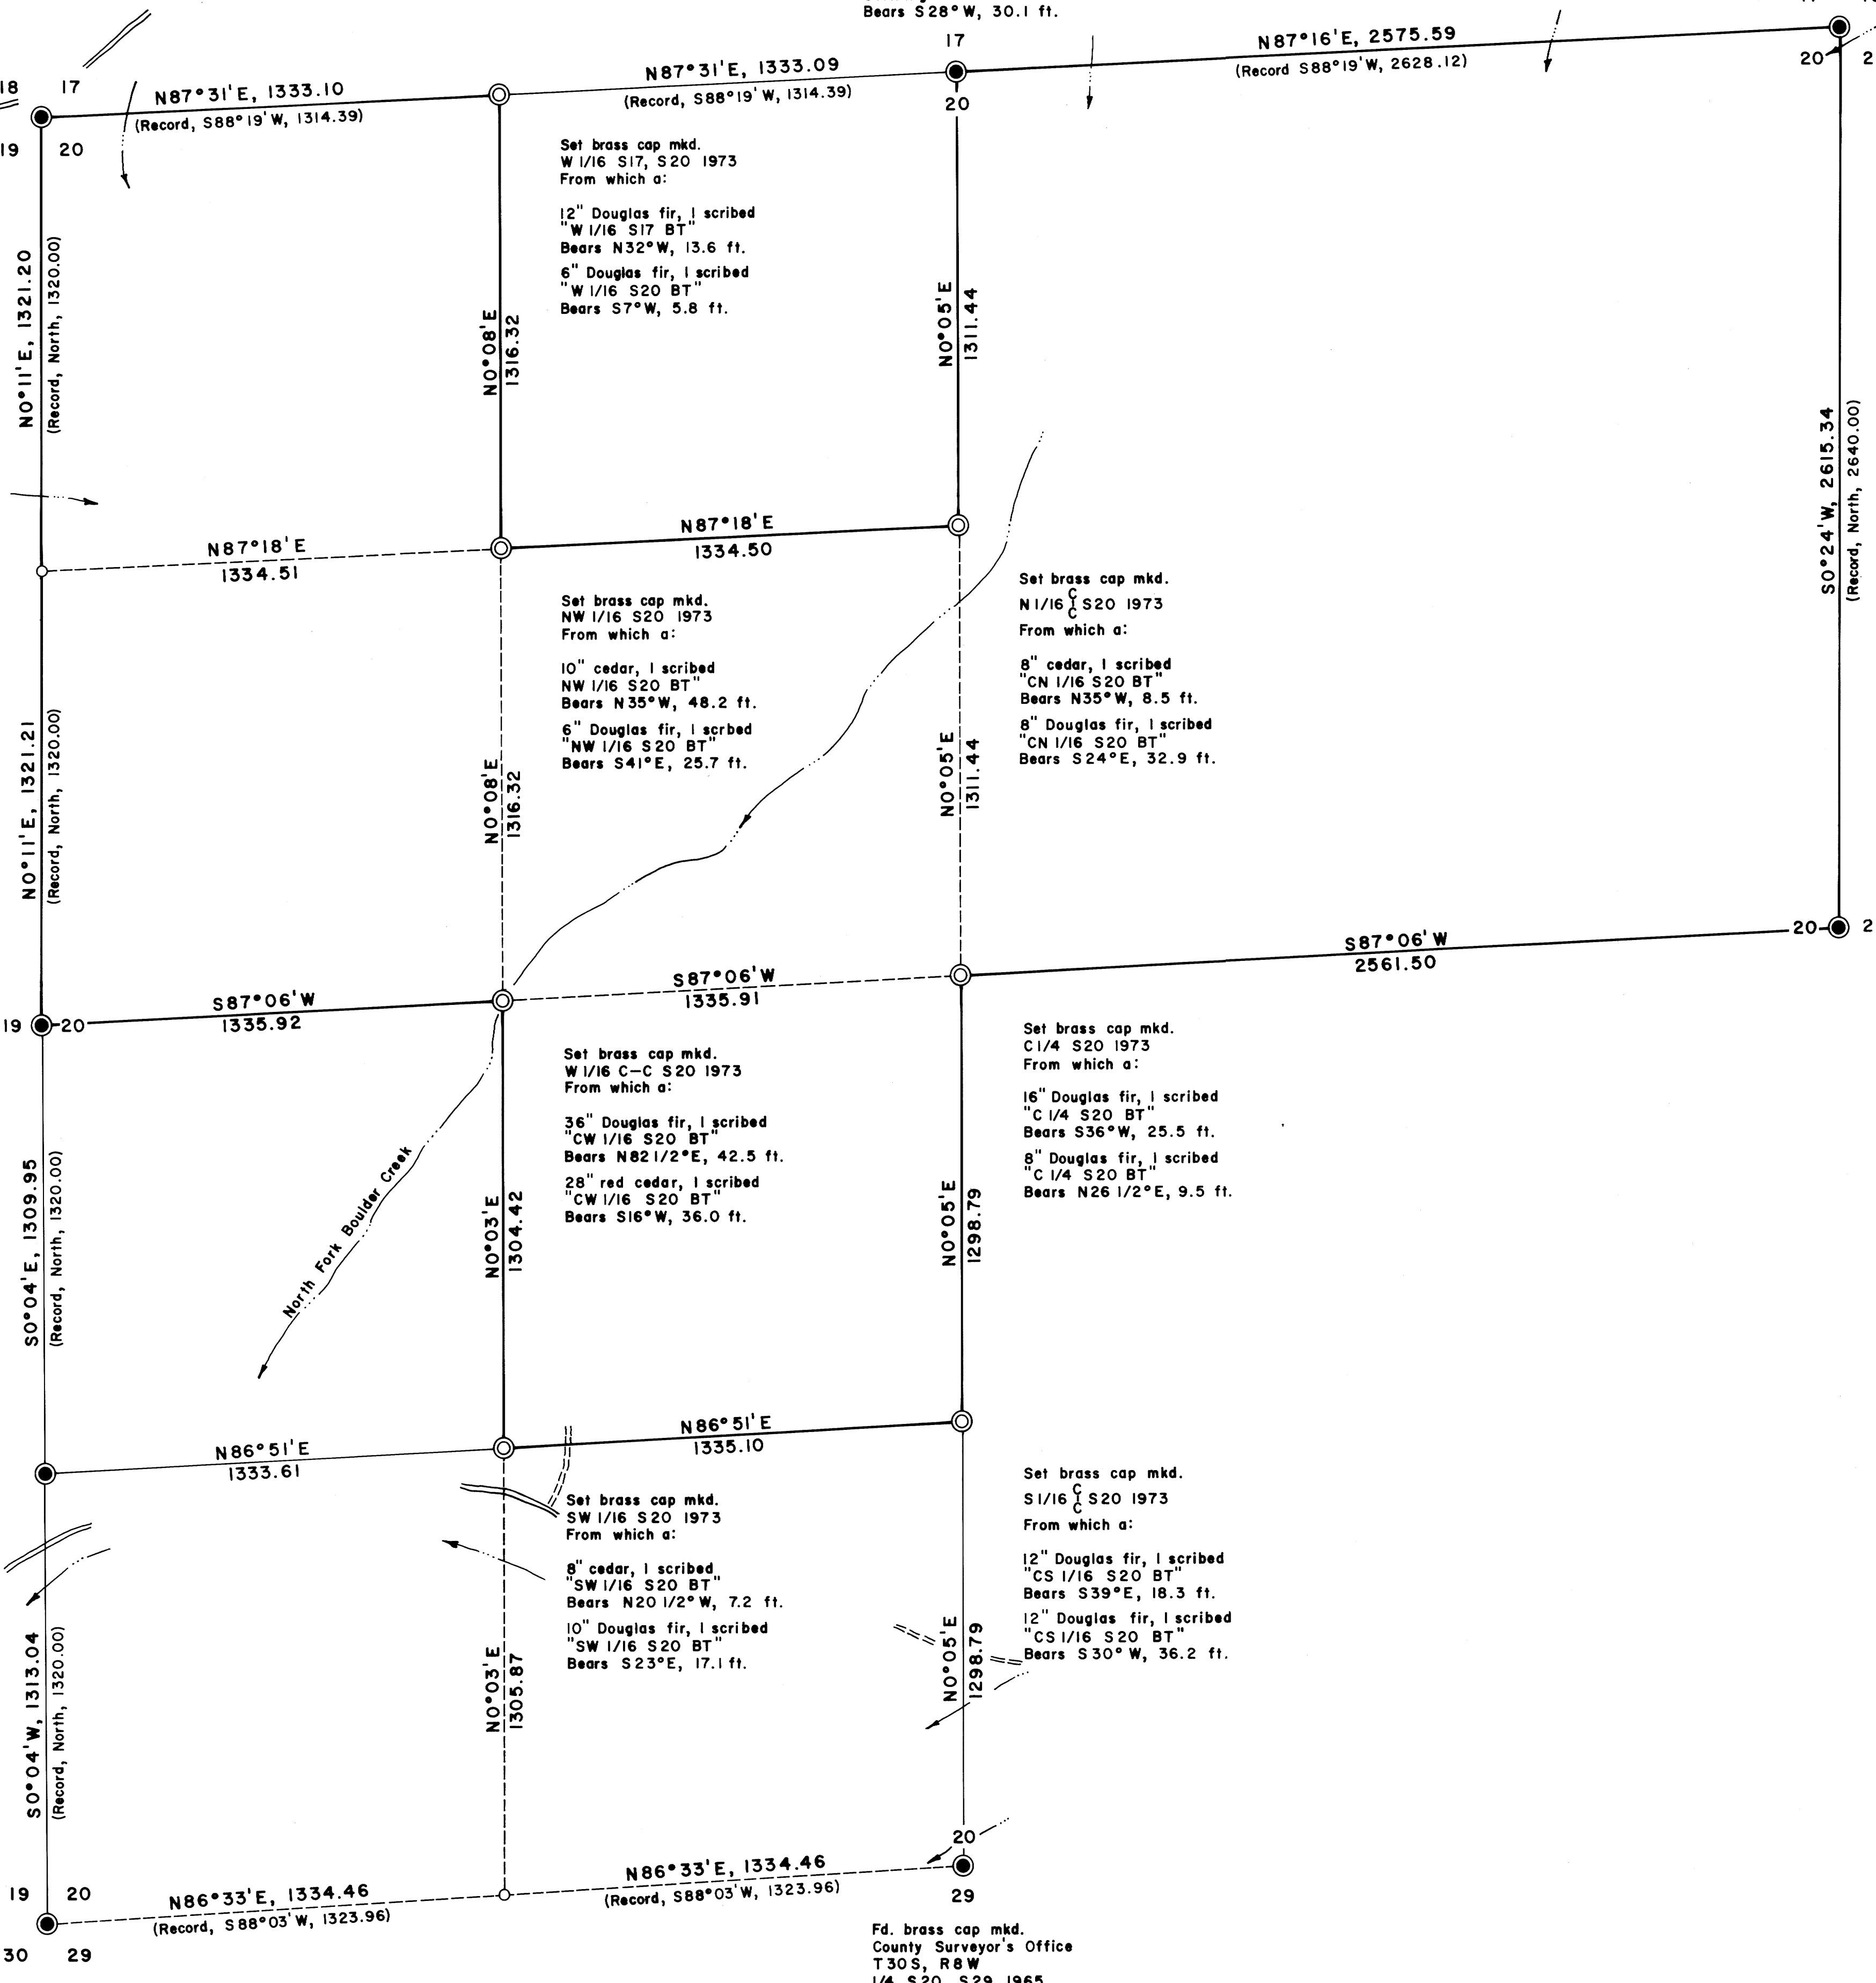 Bears S28°W, 30.1 ft.
17
N87°16'E, 2575.59
(Record S88°19'W, 2628.12)
20
18 17
N87°31'E, 1333.10
(Record, S88°19'W, 1314.39)
N87°31'E, 1333.09
(Record, S88°19'W, 1314.39)
20
19 20
Set brass cap mkd.
W 1/16 S17, S20 1973
From which a:
12" Douglas fir, I scribed
"W 1/16 S17 BT"
Bears N32°W, 13.6 ft.
6" Douglas fir, I scribed
"W 1/16 S20 BT"
Bears S7°W, 5.8 ft.
N0°11'E, 1321.20
(Record, North, 1320.00)
N0°08'E
1316.32
N0°05'E
1311.44
S0°24'W, 2615.34
(Record, North, 2640.00)
N87°18'E
1334.51
N87°18'E
1334.50
Set brass cap mkd.
NW 1/16 S20 1973
From which a:
10" cedar, I scribed
NW 1/16 S20 BT"
Bears N35°W, 48.2 ft.
6" Douglas fir, I scrbed
"NW 1/16 S20 BT"
Bears S41°E, 25.7 ft.
Set brass cap mkd.
C
N 1/16 I S20 1973
C
From which a:
8" cedar, I scribed
"CN 1/16 S20 BT"
Bears N35°W, 8.5 ft.
8" Douglas fir, I scribed
"CN 1/16 S20 BT"
Bears S24°E, 32.9 ft.
N0°11'E, 1321.21
(Record, North, 1320.00)
N0°08'E
1316.32
N0°05'E
1311.44
19 20
S87°06'W
1335.92
S87°06'W
1335.91
S87°06'W
2561.50
20
Set brass cap mkd.
W 1/16 C-C S20 1973
From which a:
36" Douglas fir, I scribed
"CW 1/16 S20 BT"
Bears N82 1/2°E, 42.5 ft.
28" red cedar, I scribed
"CW 1/16 S20 BT"
Bears S16°W, 36.0 ft.
Set brass cap mkd.
C 1/4 S20 1973
From which a:
16" Douglas fir, I scribed
"C 1/4 S20 BT"
Bears S36°W, 25.5 ft.
8" Douglas fir, I scribed
"C 1/4 S20 BT"
Bears N26 1/2°E, 9.5 ft.
S0°04'E, 1309.95
(Record, North, 1320.00)
North Fork Boulder Creek
N0°03'E
1304.42
N0°05'E
1298.79
N86°51'E
1333.61
N86°51'E
1335.10
Set brass cap mkd.
SW 1/16 S20 1973
From which a:
8" cedar, I scribed
"SW 1/16 S20 BT"
Bears N20 1/2°W, 7.2 ft.
10" Douglas fir, I scribed
"SW 1/16 S20 BT"
Bears S23°E, 17.1 ft.
Set brass cap mkd.
C
S 1/16 I S20 1973
C
From which a:
12" Douglas fir, I scribed
"CS 1/16 S20 BT"
Bears S39°E, 18.3 ft.
12" Douglas fir, I scribed
"CS 1/16 S20 BT"
Bears S30°W, 36.2 ft.
S0°04'W, 1313.04
(Record, North, 1320.00)
N0°03'E
1305.87
N0°05'E
1298.79
20
19 20
N86°33'E, 1334.46
(Record, S88°03'W, 1323.96)
N86°33'E, 1334.46
(Record, S88°03'W, 1323.96)
29
30 29
Fd. brass cap mkd.
County Surveyor's Office
T30S, R8W
1/4 S20, S29 1965